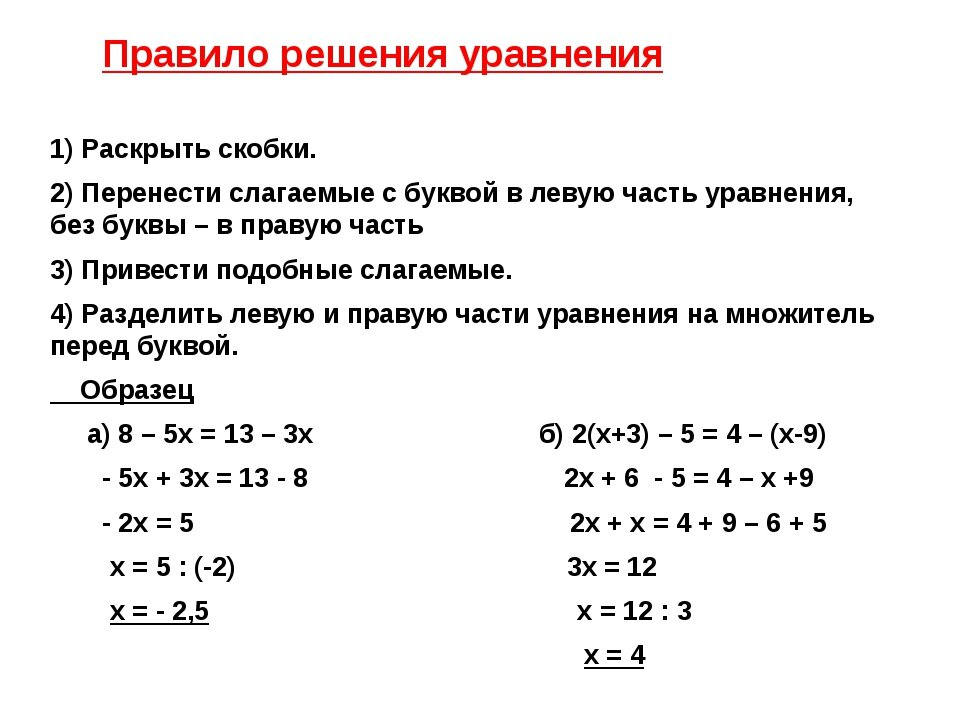 Правило решения уравнения
1) Раскрыть скобки.
2) Перенести слагаемые с буквой в левую часть уравнения,
без буквы – в правую часть
3) Привести подобные слагаемые.
4) Разделить левую и правую части уравнения на множитель
перед буквой.
Образец
а) 8 – 5х = 13 – 3х б) 2(х+3) – 5 = 4 – (х-9)
- 5х + 3х = 13 - 8 2х + 6 - 5 = 4 – х +9
- 2х = 5 2х + х = 4 + 9 – 6 + 5
х = 5 : (-2) 3х = 12
х = - 2,5 х = 12 : 3
х = 4